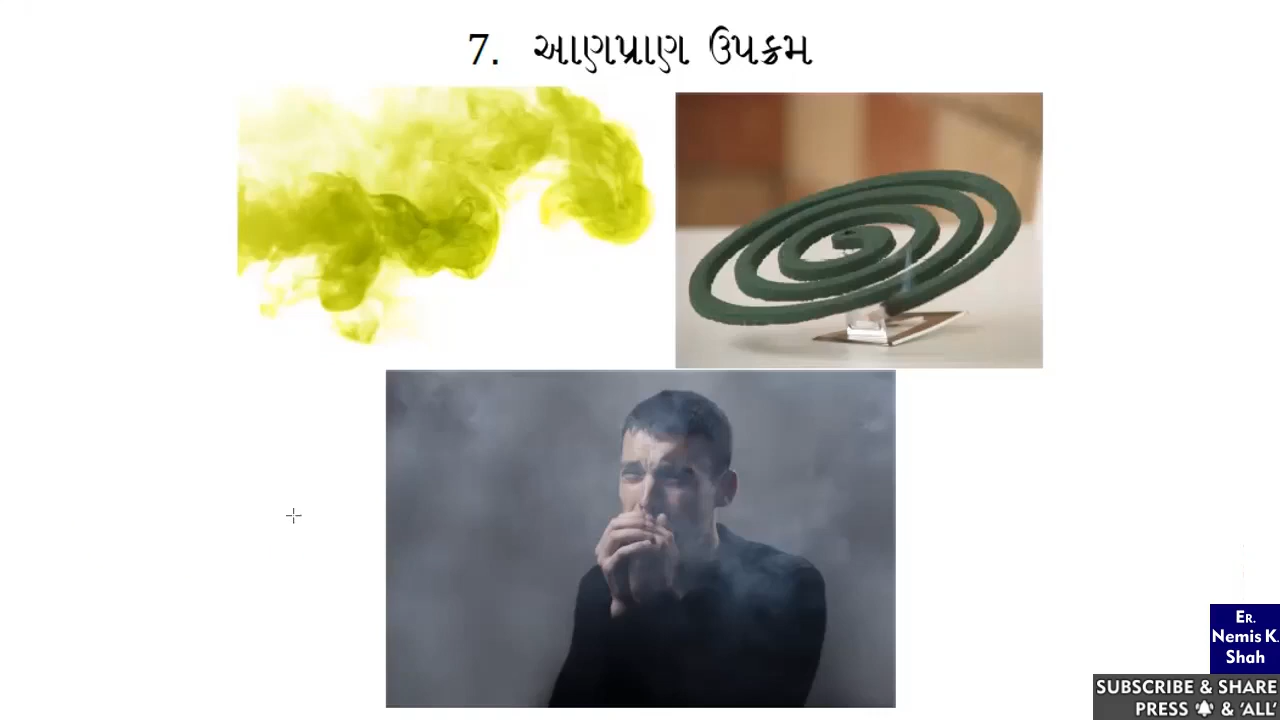 7. આણપ્રાણ ઉપક્રમ
ER.
Nemis K.
Shah
SUBSCRIBE & SHARE
PRESS & 'ALL'